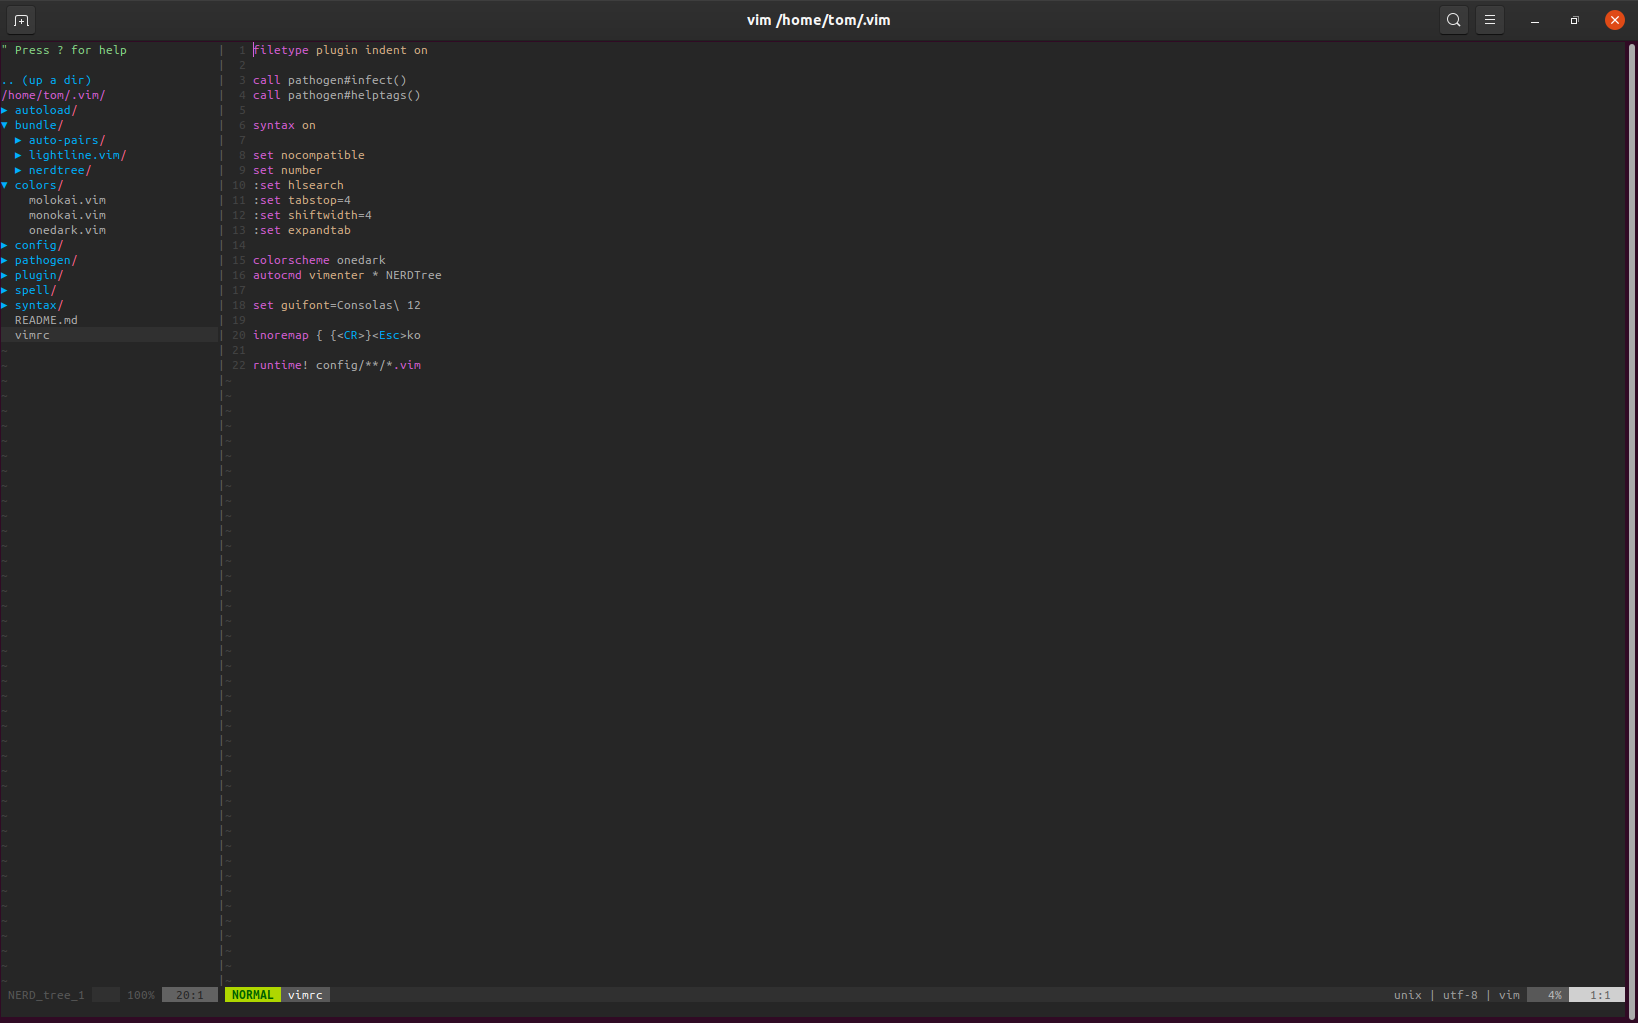 vim /home/tom/.vim
" Press ? for help
.. (up a dir)
/home/tom/.vim/
▶ autoload/
▼ bundle/
▶ auto-pairs/
▶ lightline.vim/
▶ nerdtree/
▼ colors/
molokai.vim
monokai.vim
onedark.vim
▶ config/
▶ pathogen/
▶ plugin/
▶ spell/
▶ syntax/
README.md
vimrc
1 filetype plugin indent on
2
3 call pathogen#infect()
4 call pathogen#helptags()
5
6 syntax on
7
8 set nocompatible
9 set number
10 :set hlsearch
11 :set tabstop=4
12 :set shiftwidth=4
13 :set expandtab
14
15 colorscheme onedark
16 autocmd vimenter * NERDTree
17
18 set guifont=Consolas\ 12
19
20 inoremap { {<CR>}<Esc>ko
21
22 runtime! config/**/*.vim
NERD_tree_1 100% 20:1 NORMAL vimrc unix | utf-8 | vim 4% 1:1